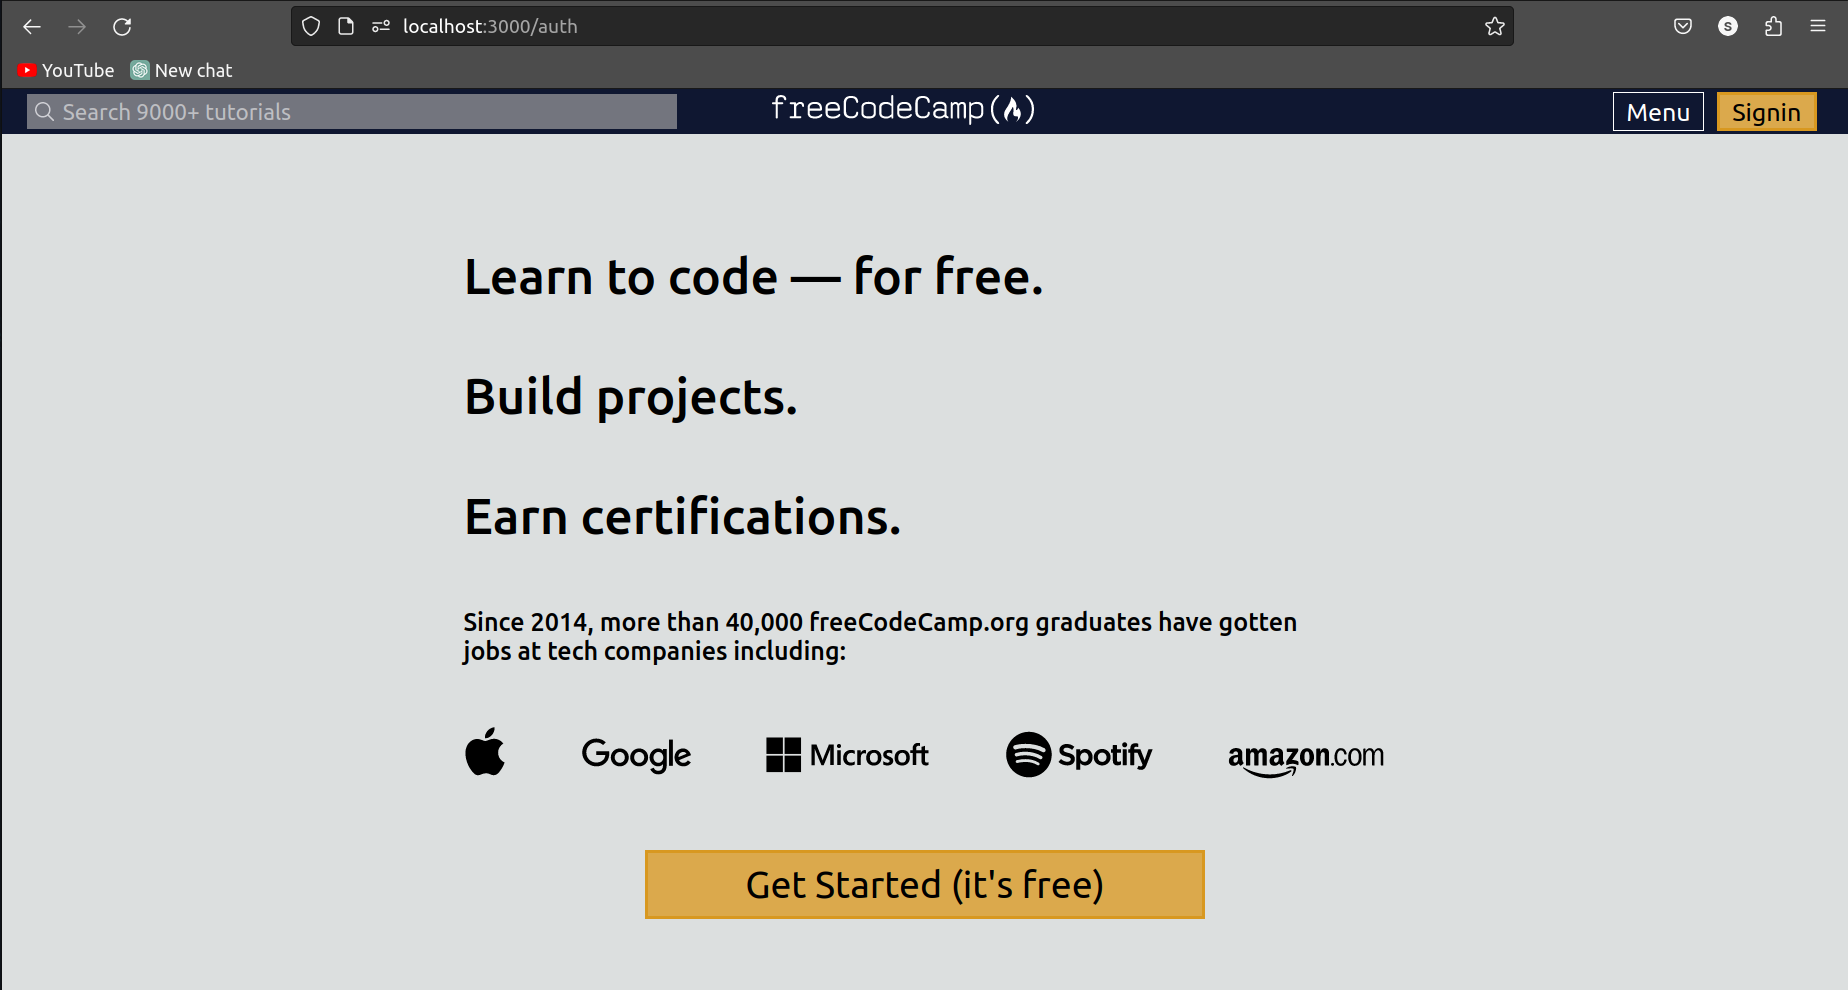 localhost:3000/auth
S
YouTube
New chat
Search 9000+ tutorials
freeCodeCamp
Menu
Signin
Learn to code — for free.
Build projects.
Earn certifications.
Since 2014, more than 40,000 freeCodeCamp.org graduates have gotten
jobs at tech companies including:
Google
Microsoft
Spotify
amazon.com
Get Started (it's free)